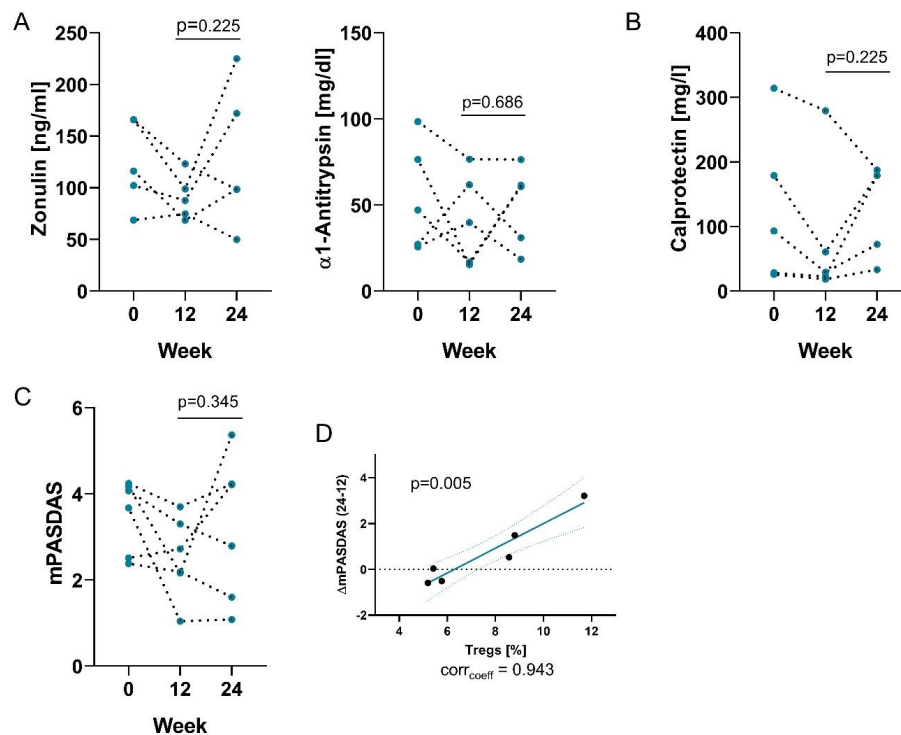 A
p=0.225
250
200
150
100
50
0
Zonulin [ng/ml]
0 12 24
Week
150
100
50
0
p=0.686
α1-Antitrypsin [mg/dl]
0 12 24
Week
B
p=0.225
400
300
200
100
0
Calprotectin [mg/l]
0 12 24
Week
C
p=0.345
6
4
2
0
mPASDAS
0 12 24
Week
D
p=0.005
4
2
0
-2
ΔmPASDAS (24-12)
4 6 8 10 12
Tregs [%]
corrcoeff = 0.943